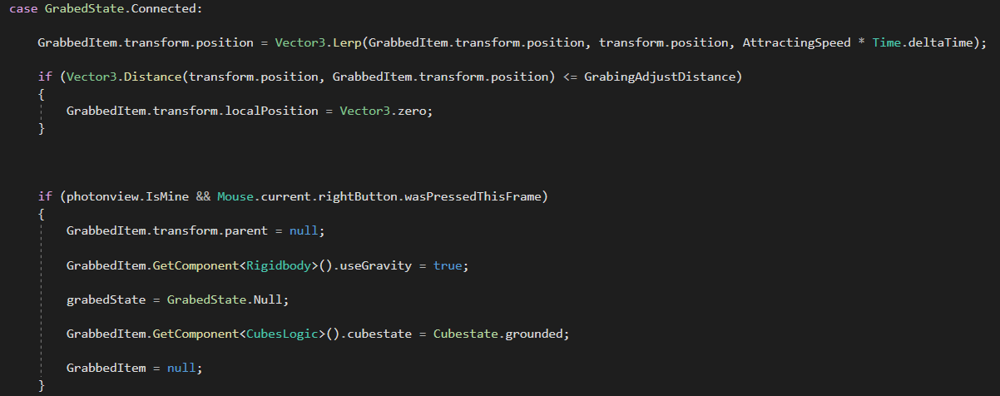 case GrabedState.Connected:
GrabbedItem.transform.position = Vector3.Lerp(GrabbedItem.transform.position, transform.position, AttractingSpeed * Time.deltaTime);
if (Vector3.Distance(transform.position, GrabbedItem.transform.position) <= GrabingAdjustDistance)
{
GrabbedItem.transform.localPosition = Vector3.zero;
}
if (photonview.IsMine && Mouse.current.rightButton.wasPressedThisFrame)
{
GrabbedItem.transform.parent = null;
GrabbedItem.GetComponent<Rigidbody>().useGravity = true;
grabedState = GrabedState.Null;
GrabbedItem.GetComponent<CubesLogic>().cubestate = Cubestate.grounded;
GrabbedItem = null;
}